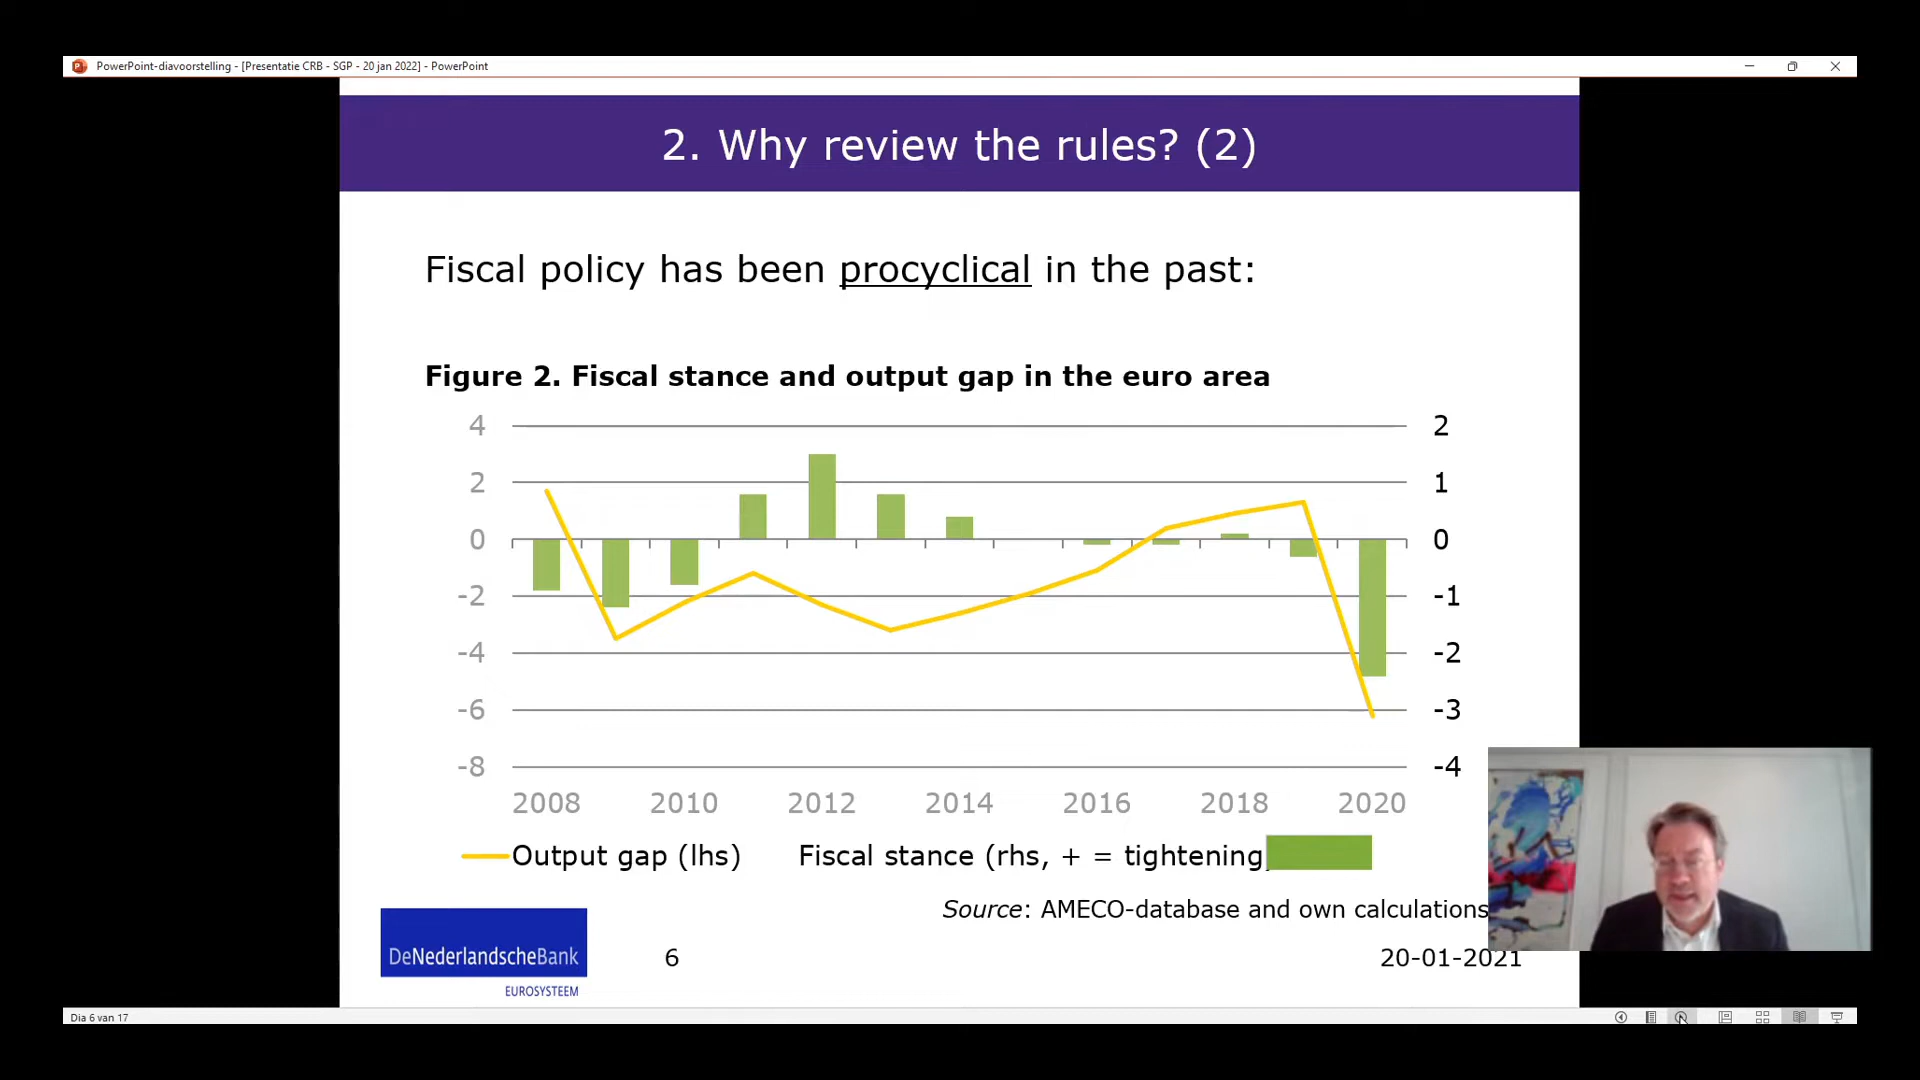 PowerPoint-diavoorstelling - [Presentatie CRB - SGP - 20 jan 2022] - PowerPoint
2. Why review the rules? (2)
Fiscal policy has been procyclical in the past:
Figure 2. Fiscal stance and output gap in the euro area
4 2
2 1
0 0
-2 -1
-4 -2
-6 -3
-8 -4
2008 2010 2012 2014 2016 2018 2020
Output gap (lhs) Fiscal stance (rhs, + = tightening
Source: AMECO-database and own calculations
DeNederlandscheBank
EUROSYSTEEM
6
20-01-2021
Dia 6 van 17